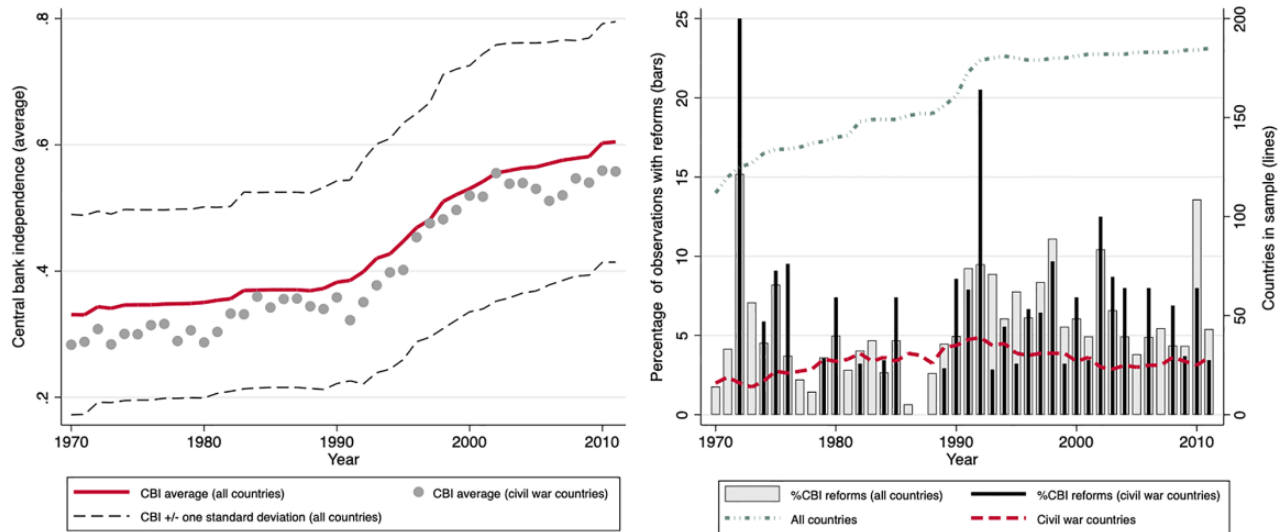 Central bank independence (average)
.8
.6
.4
.2
1970
1980
1990
2000
2010
Year
CBI average (all countries)
CBI average (civil war countries)
CBI +/- one standard deviation (all countries)
Percentage of observations with reforms (bars)
25
20
15
10
5
0
Countries in sample (lines)
200
150
100
50
0
1970
1980
1990
2000
2010
Year
%CBI reforms (all countries)
%CBI reforms (civil war countries)
All countries
Civil war countries